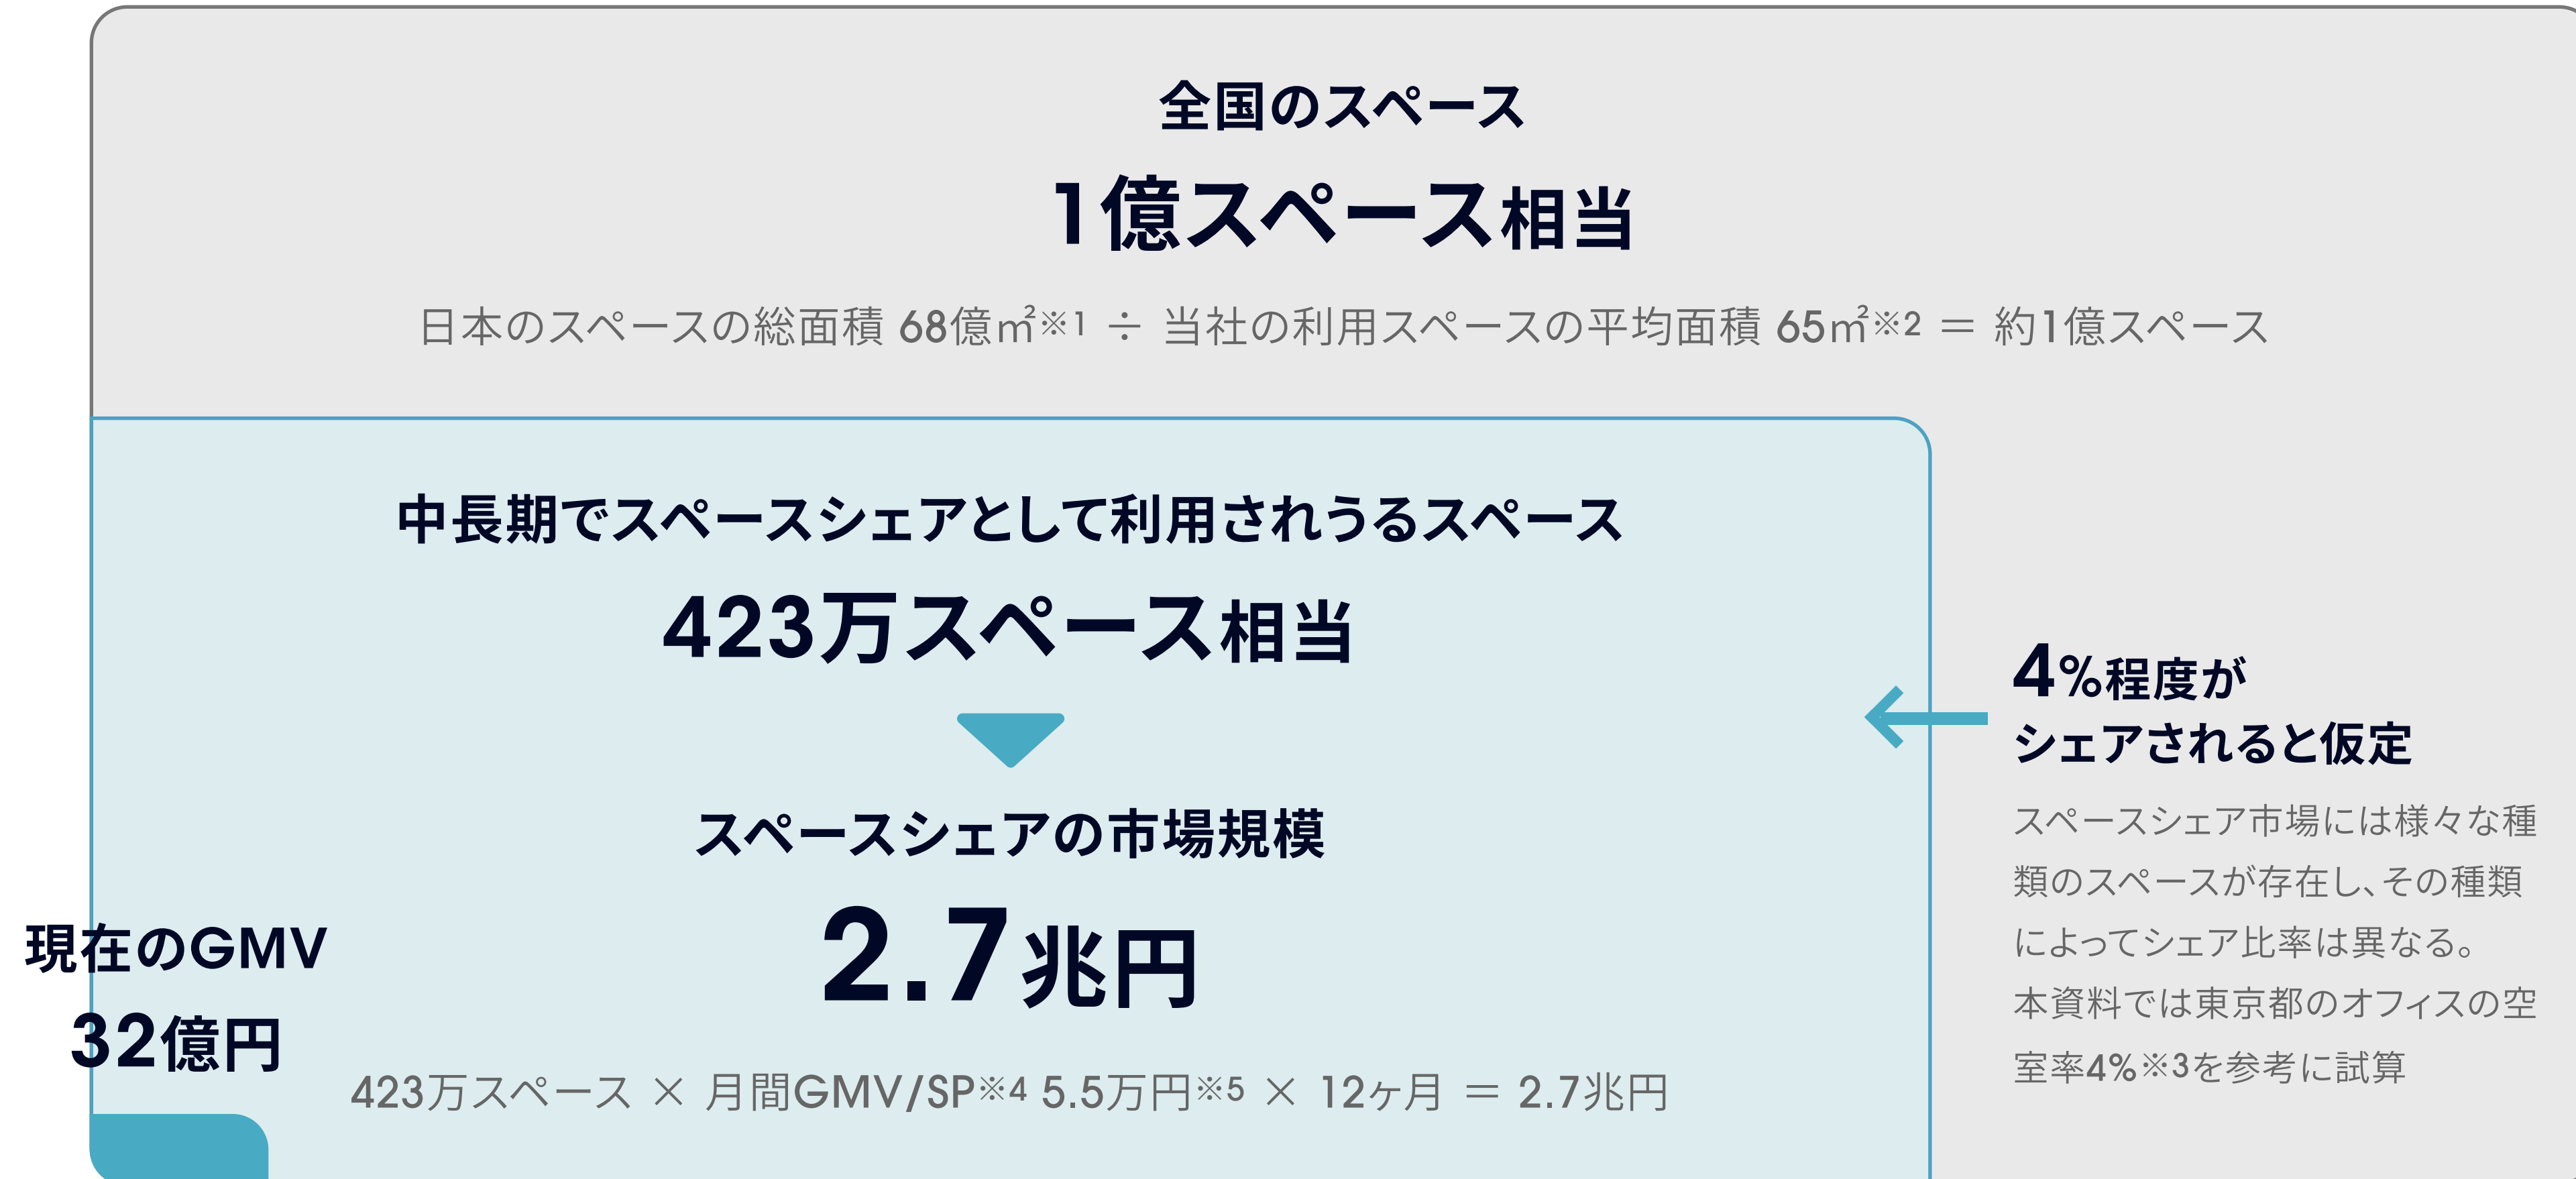 全国のスペース
1億スペース相当
日本のスペースの総面積 68億㎡※1 ÷ 当社の利用スペースの平均面積 65㎡※2 ＝ 約1億スペース
中長期でスペースシェアとして利用されうるスペース
423万スペース相当
スペースシェアの市場規模
2.7兆円
423万スペース × 月間GMV/SP※4 5.5万円※5 × 12ヶ月 ＝ 2.7兆円
現在のGMV
32億円
4%程度が
シェアされると仮定
スペースシェア市場には様々な種
類のスペースが存在し、その種類
によってシェア比率は異なる。
本資料では東京都のオフィスの空
室率4%※3を参考に試算